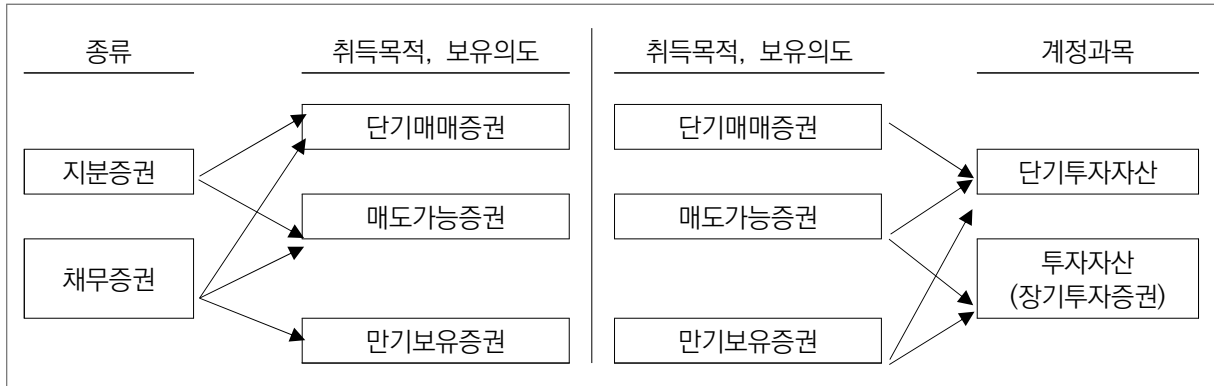 종류
취득목적, 보유의도
취득목적, 보유의도
계정과목
단기매매증권
단기매매증권
지분증권
단기투자자산
매도가능증권
매도가능증권
채무증권
투자자산
(장기투자증권)
만기보유증권
만기보유증권